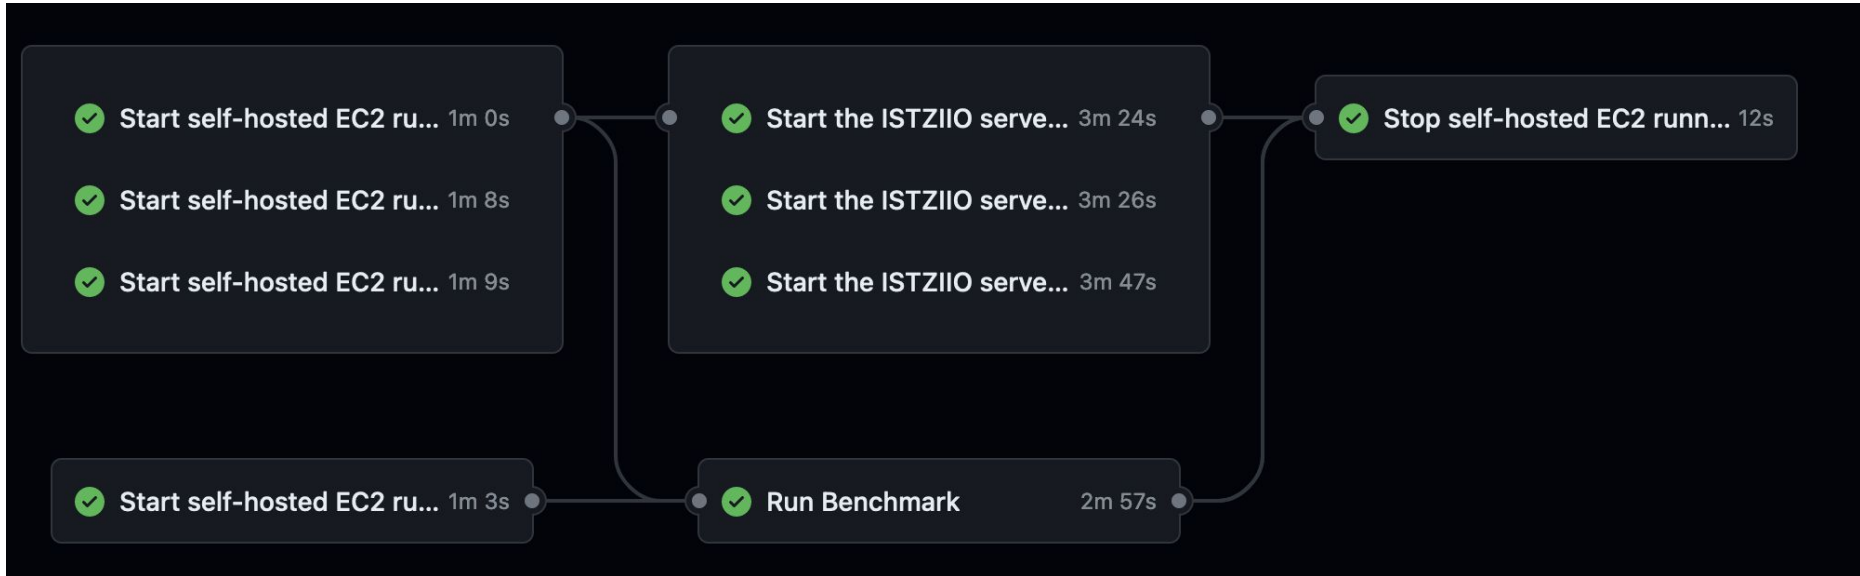 Start self-hosted EC2 ru... 1m 0s
Start self-hosted EC2 ru... 1m 8s
Start self-hosted EC2 ru... 1m 9s
Start self-hosted EC2 ru... 1m 3s
Start the ISTZIIO serve... 3m 24s
Start the ISTZIIO serve... 3m 26s
Start the ISTZIIO serve... 3m 47s
Run Benchmark 2m 57s
Stop self-hosted EC2 runn... 12s